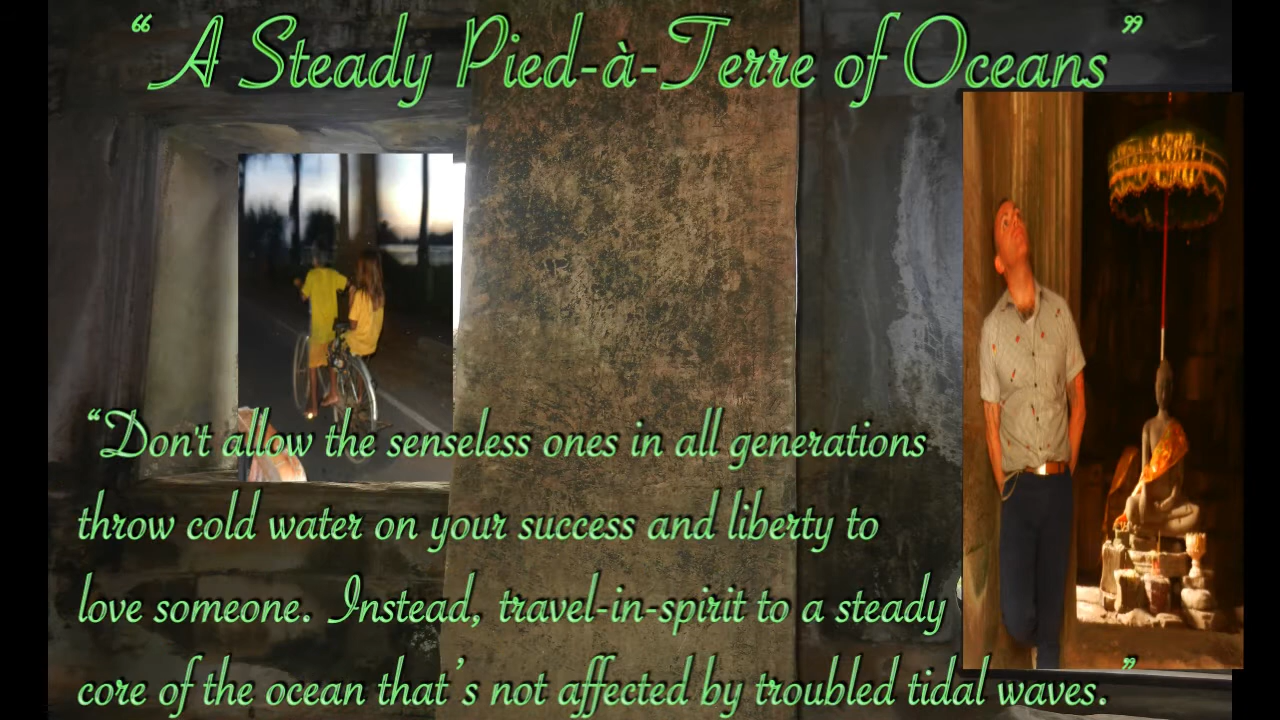 “ A Steady Pied-à-Terre of Oceans ”
“Don't allow the senseless ones in all generations
throw cold water on your success and liberty to
love someone. Instead, travel-in-spirit to a steady
core of the ocean that’s not affected by troubled tidal waves. ”